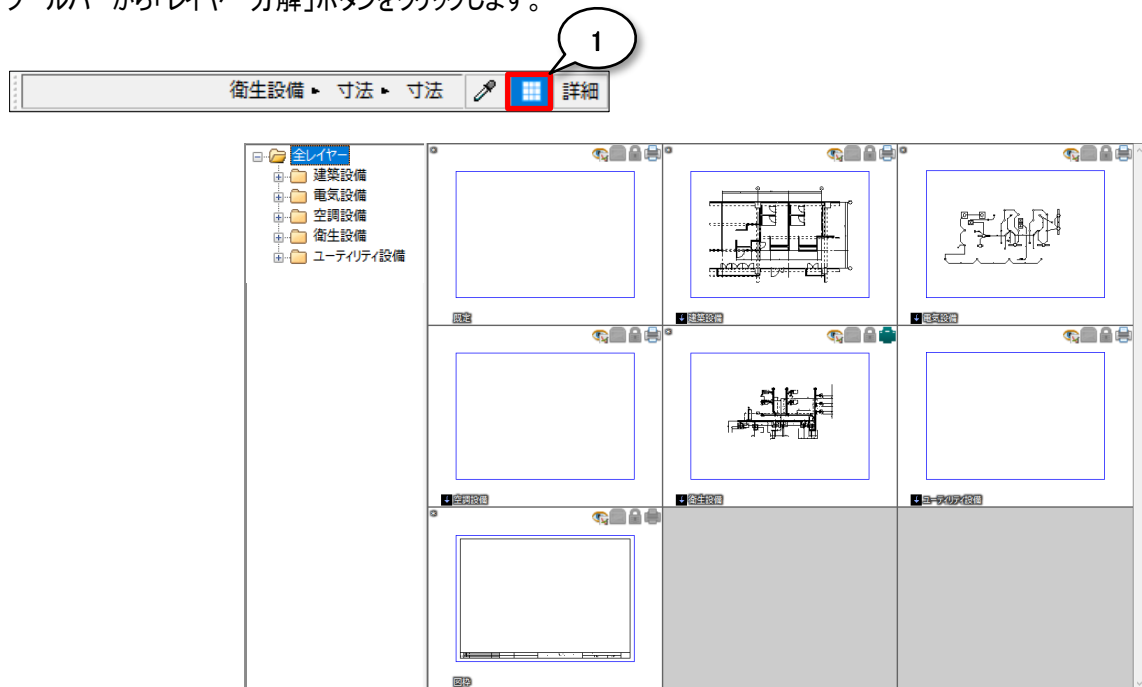 ツールバーから「レイヤー分解」ボタンをクリックします。
1
衛生設備 ▸ 寸法 ▸ 寸法 詳細
全レイヤー
建築設備
電気設備
空調設備
衛生設備
ユーティリティ設備
既定 建築設備 電気設備
空調設備 衛生設備 ユーティリティ設備
図枠